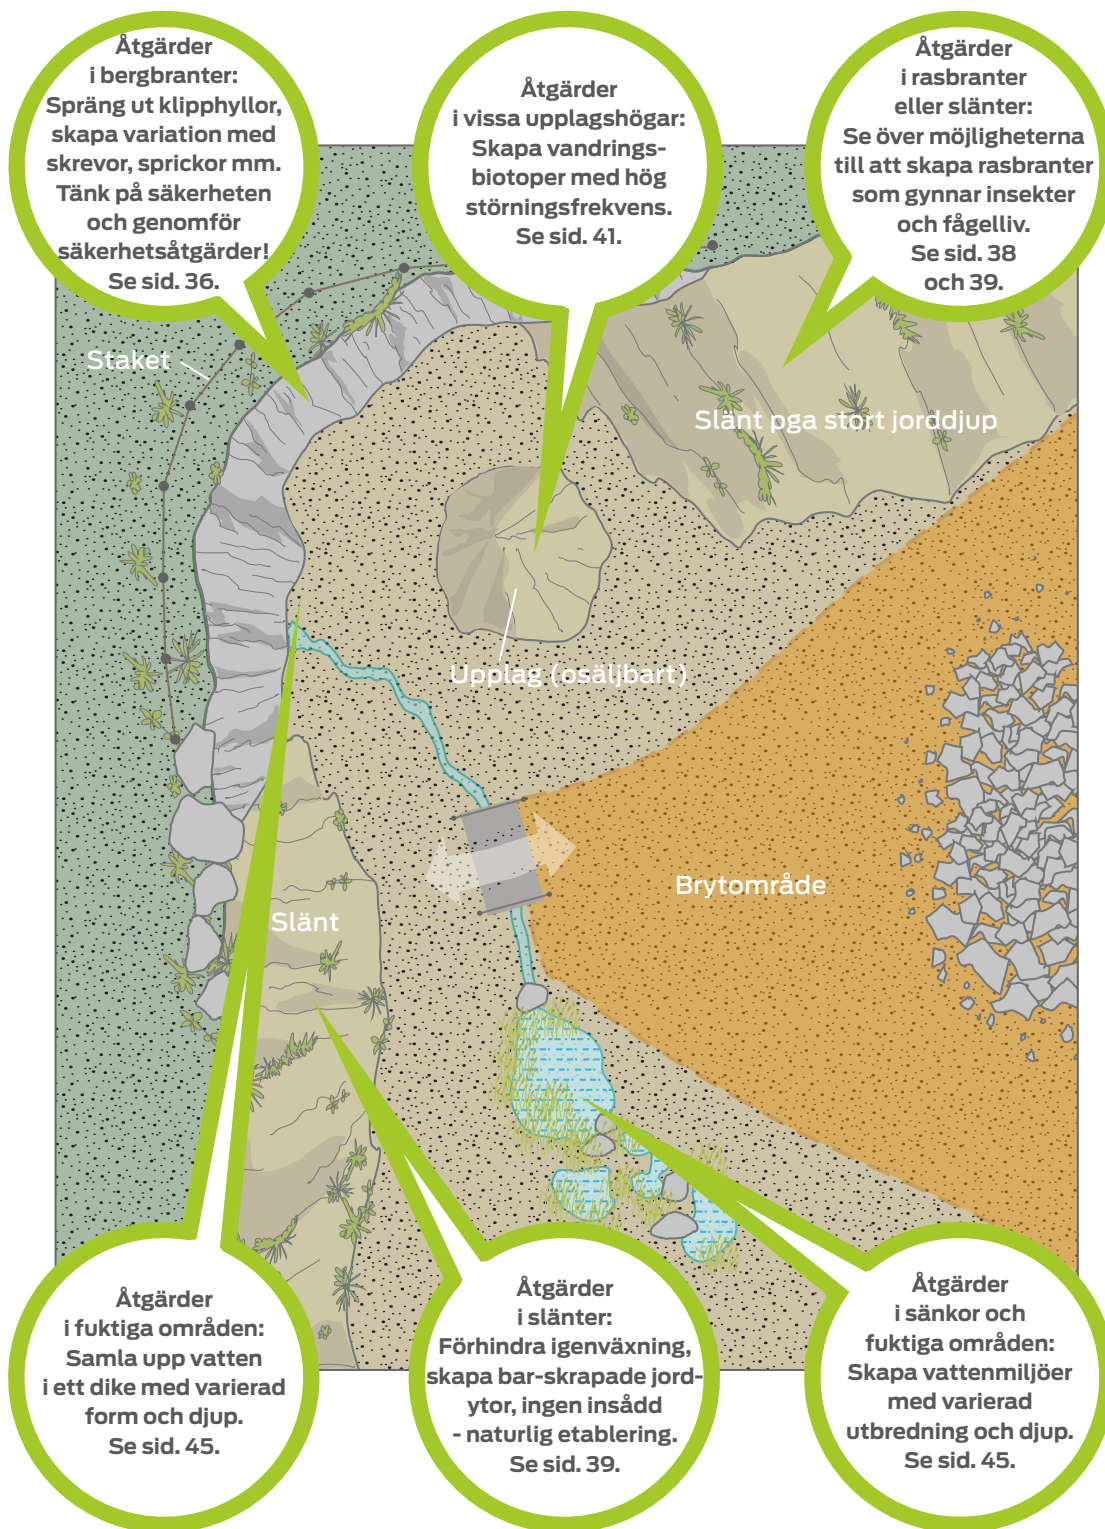 Åtgärder
i bergbranter:
Spräng ut klipphyllor,
skapa variation med
skrevor, sprickor mm.
Tänk på säkerheten
och genomför
säkerhetsåtgärder!
Se sid. 36.
Åtgärder
i vissa upplagshögar:
Skapa vandrings-
biotoper med hög
störningsfrekvens.
Se sid. 41.
Åtgärder
i rasbranter
eller slänter:
Se över möjligheterna
till att skapa rasbranter
som gynnar insekter
och fågelliv.
Se sid. 38
och 39.
Staket
Slänt pga stort jorddjup
Upplag (osäljbart)
Brytområde
Slänt
Åtgärder
i fuktiga områden:
Samla upp vatten
i ett dike med varierad
form och djup.
Se sid. 45.
Åtgärder
i slänter:
Förhindra igenväxning,
skapa bar-skrapade jord-
ytor, ingen insådd
- naturlig etablering.
Se sid. 39.
Åtgärder
i sänkor och
fuktiga områden:
Skapa vattenmiljöer
med varierad
utbredning och djup.
Se sid. 45.